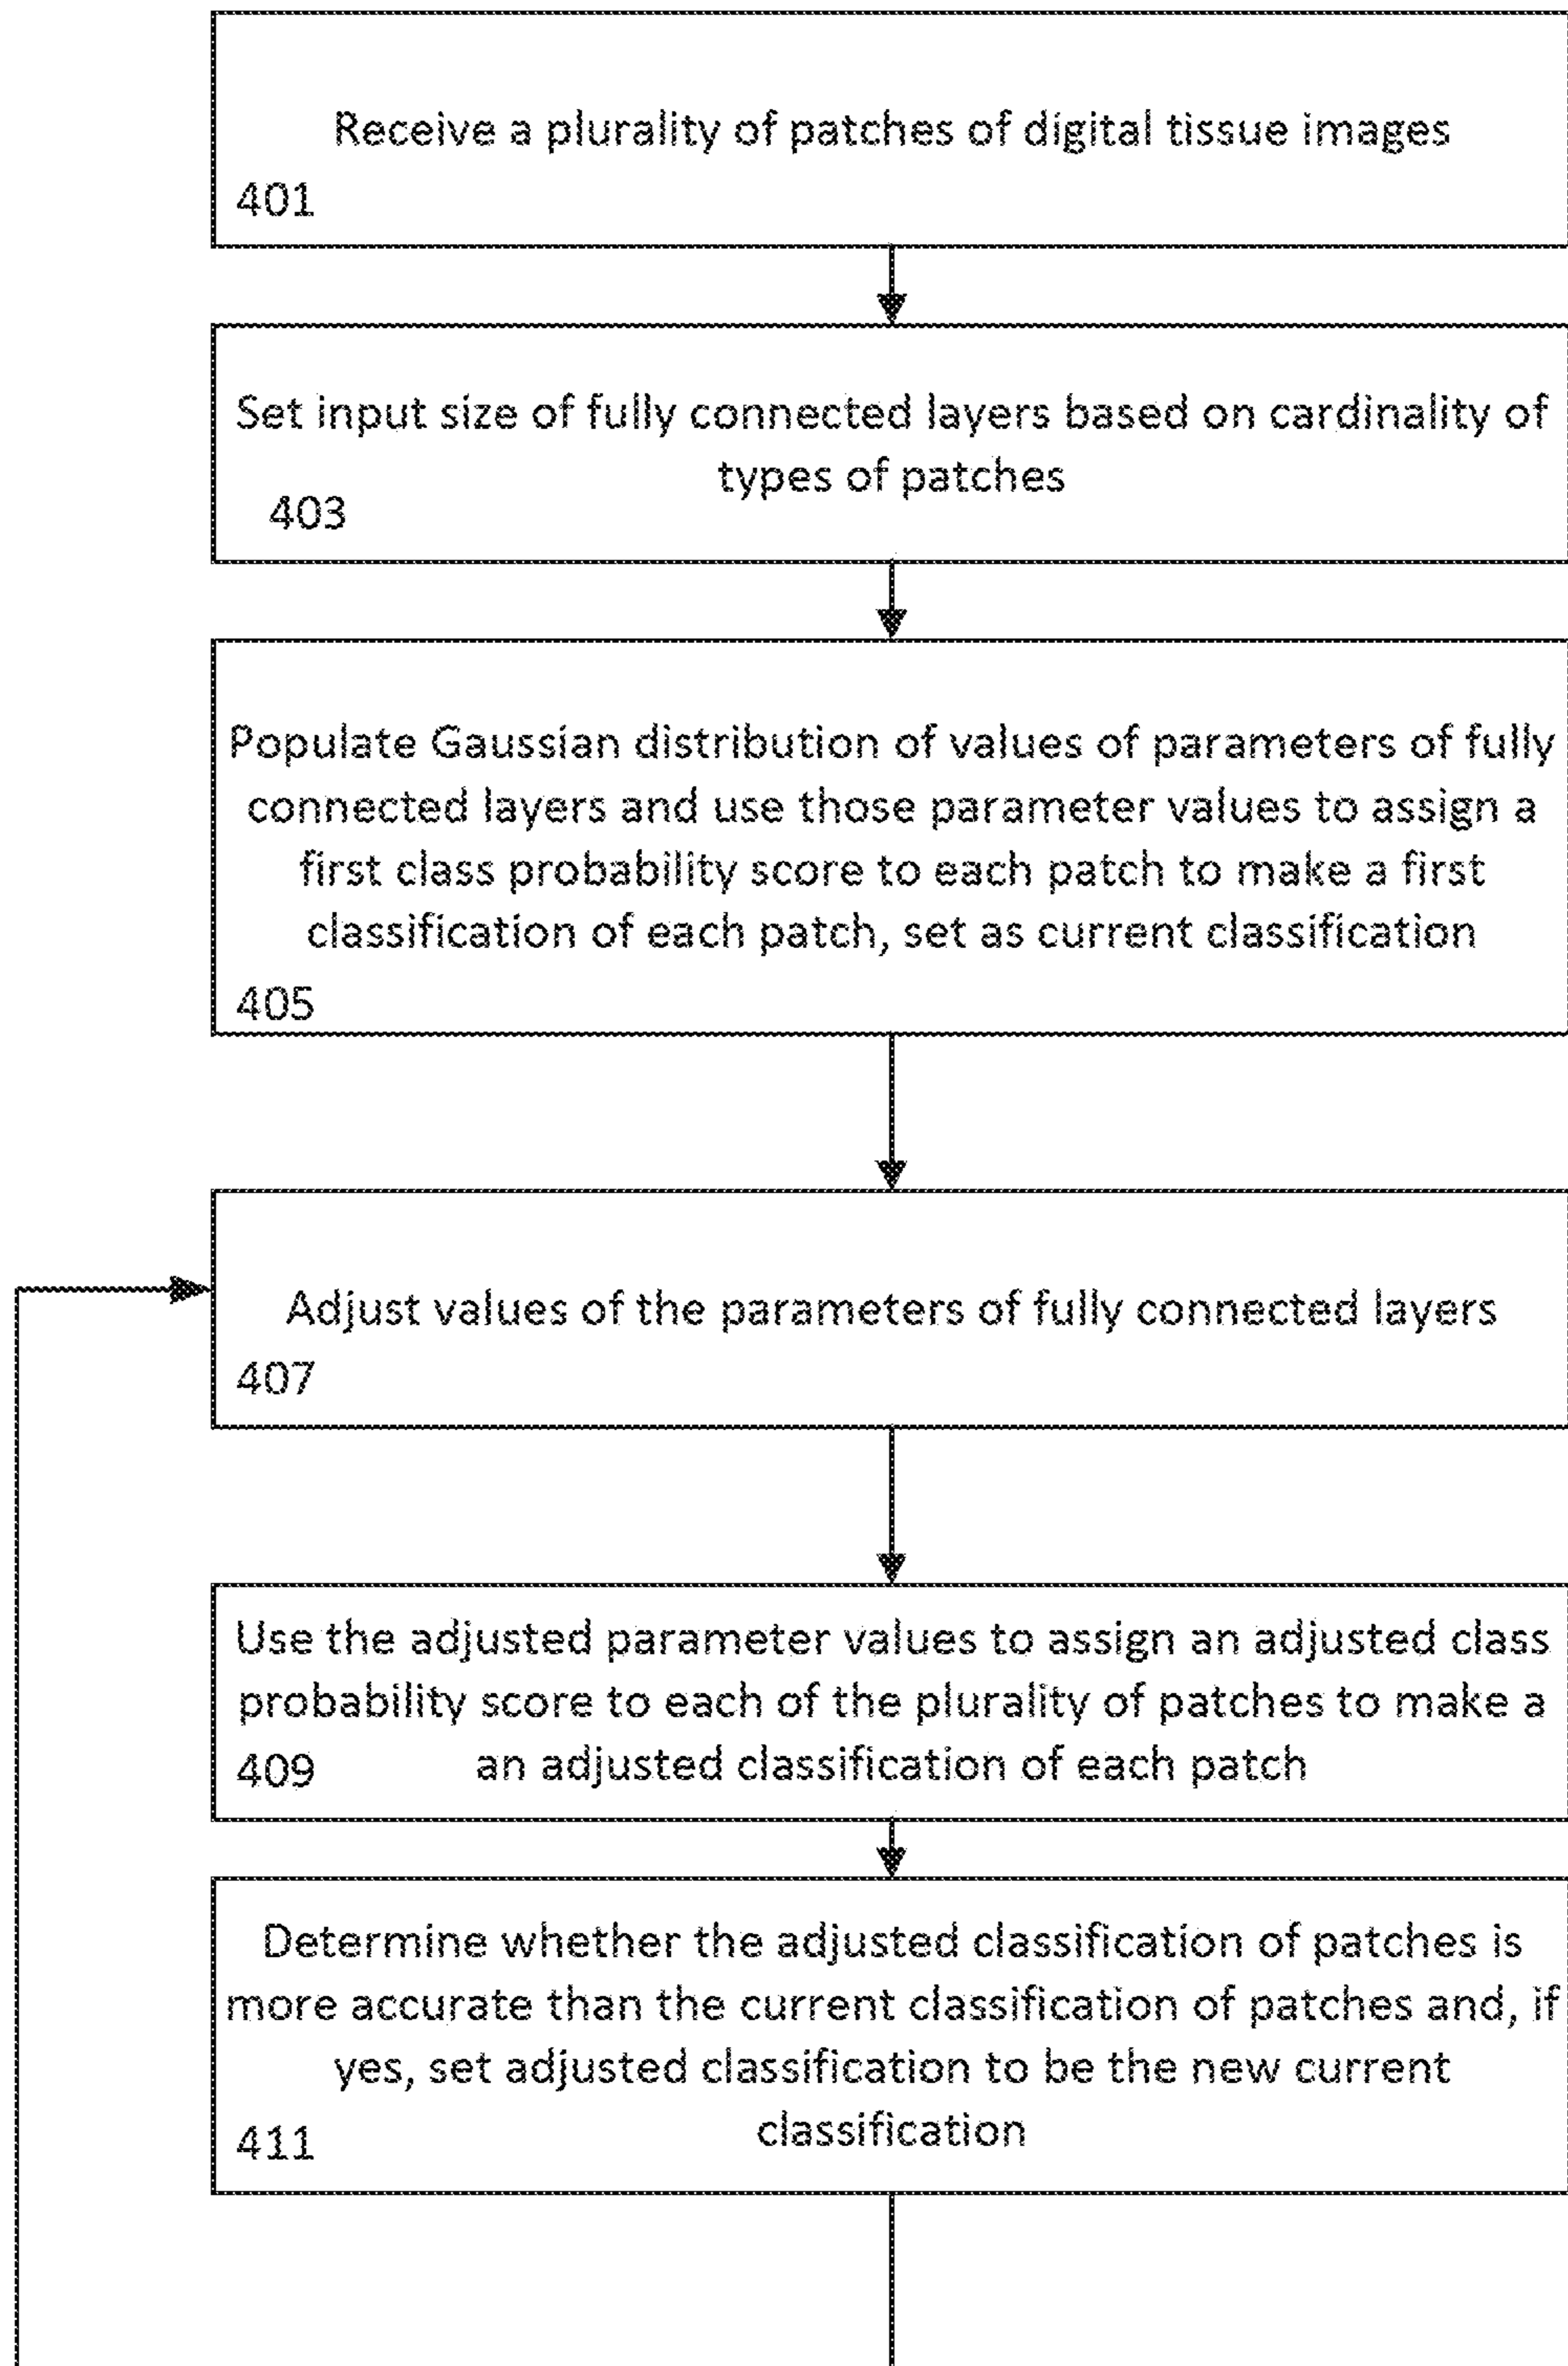 Receive a plurality of patches of digital tissue images
401
Set input size of fully connected layers based on cardinality of
types of patches
403
Populate Gaussian distribution of values of parameters of fully
connected layers and use those parameter values to assign a
first class probability score to each patch to make a first
classification of each patch, set as current classification
405
Adjust values of the parameters of fully connected layers
407
Use the adjusted parameter values to assign an adjusted class
probability score to each of the plurality of patches to make a
409 an adjusted classification of each patch
Determine whether the adjusted classification of patches is
more accurate than the current classification of patches and, if
yes, set adjusted classification to be the new current
classification
411